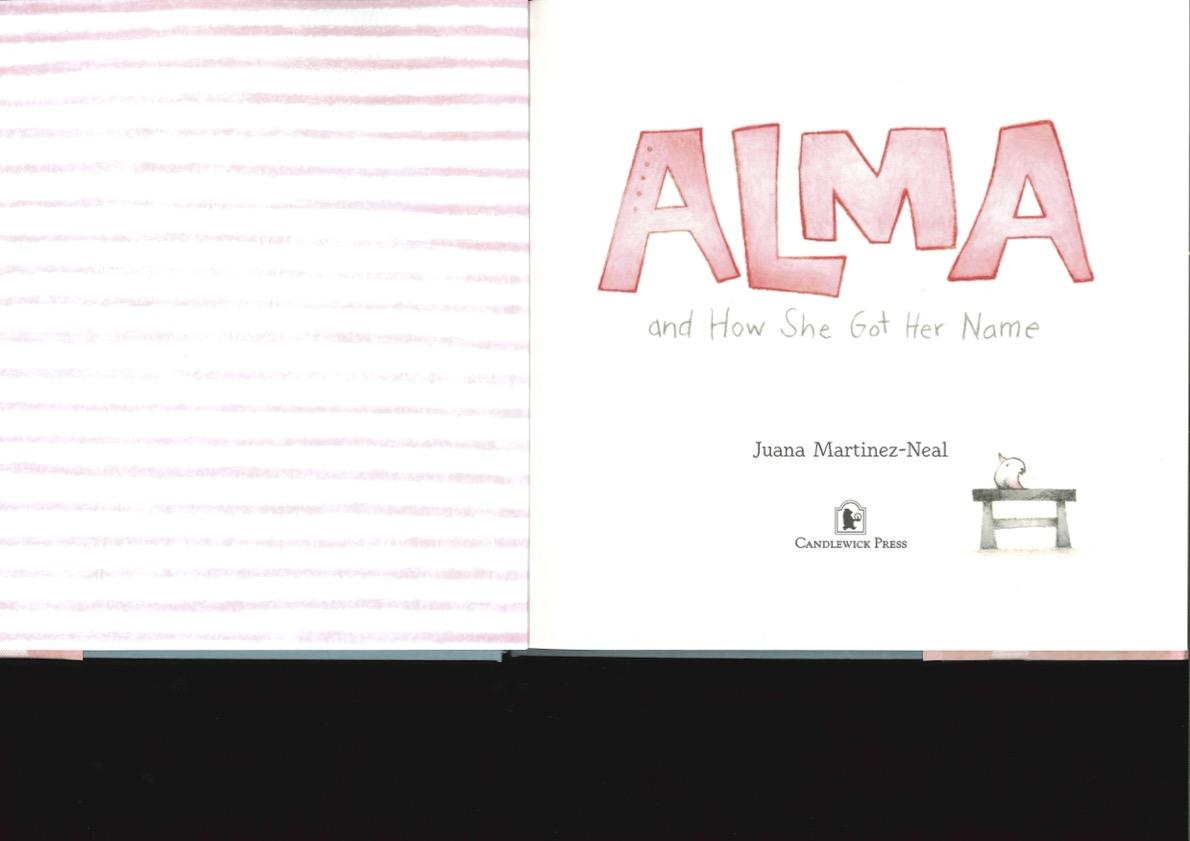 ALMA
and How She Got Her Name
Juana Martinez-Neal
CANDLEWICK PRESS